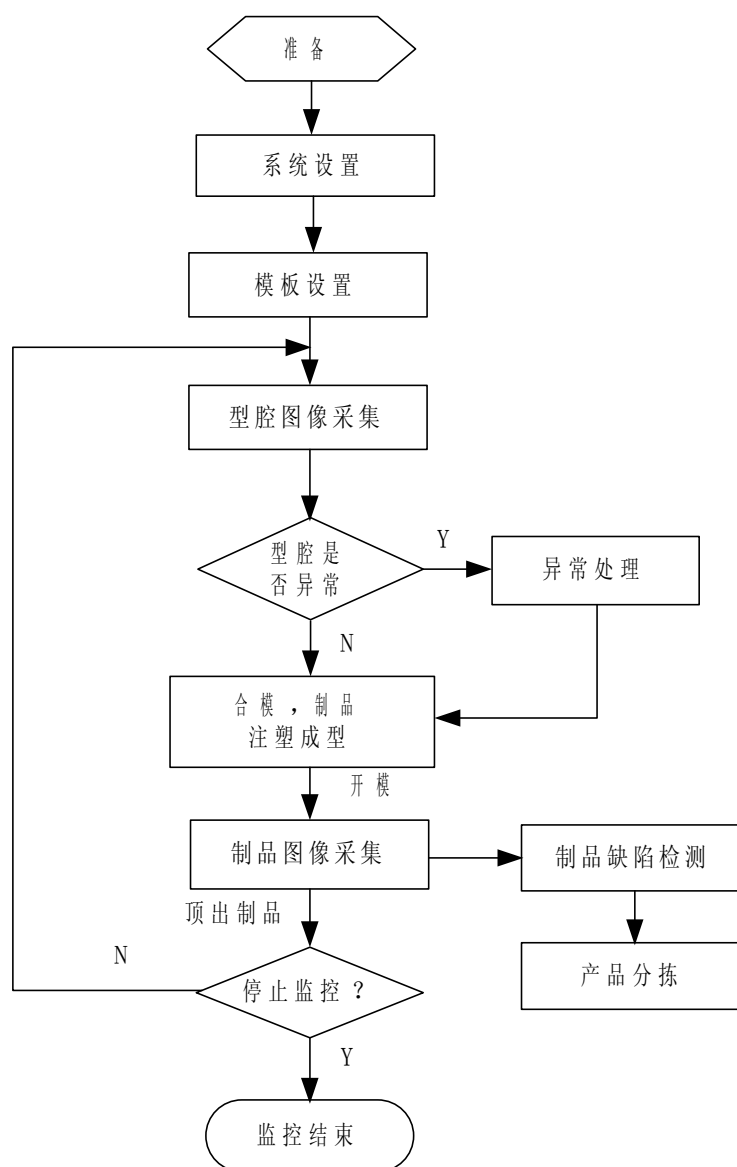 准备
系统设置
模板设置
型腔图像采集
型腔是
否异常
Y
异常处理
N
合模，制品
注塑成型
开模
制品图像采集
制品缺陷检测
顶出制品
N
停止监控？
产品分拣
Y
监控结束